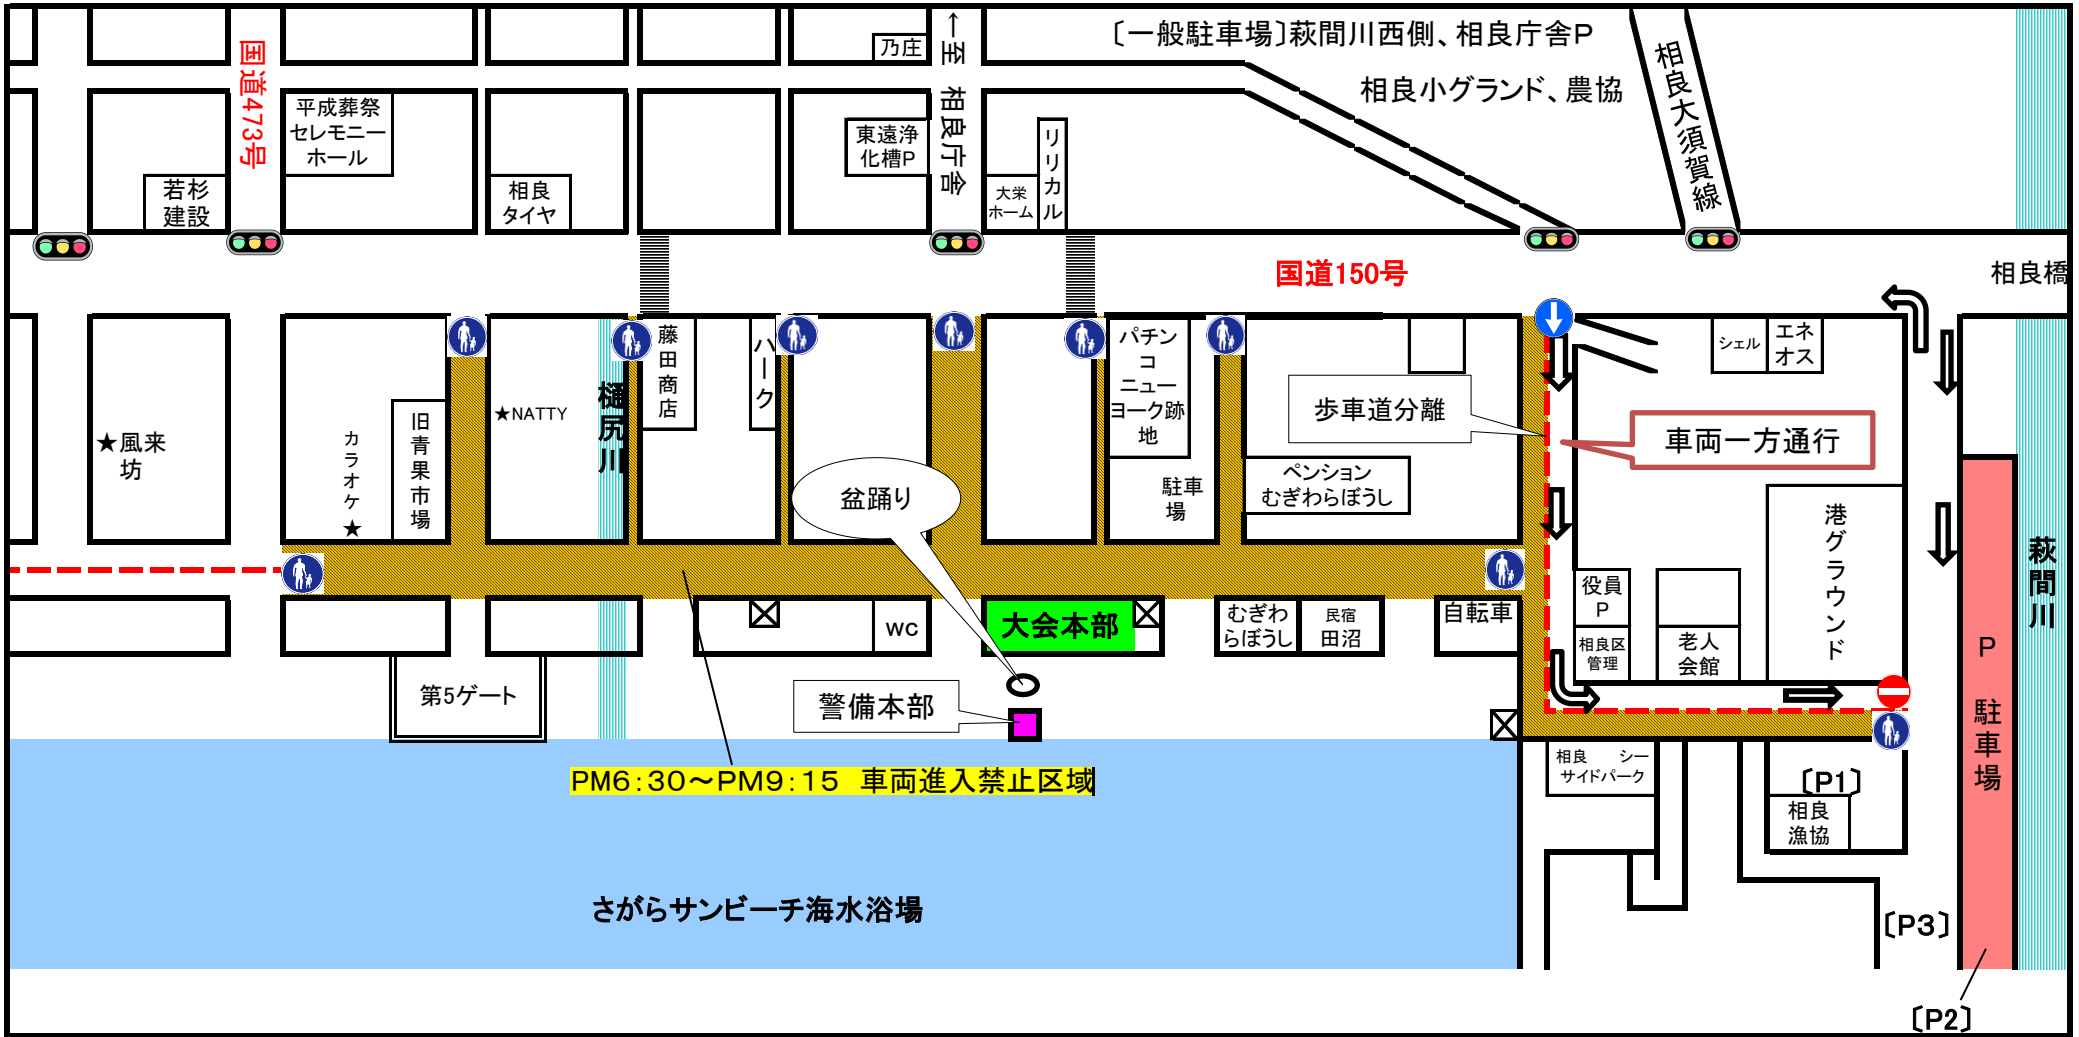 〔一般駐車場〕萩間川西側、相良庁舎P
相良小グランド、農協
←至 相良庁舎
乃庄
国道473号
平成葬祭
セレモニー
ホール
若杉
建設
相良
タイヤ
東遠浄
化槽P
大栄
ホーム
リリカル
相良大須賀線
国道150号
相良橋
★風来
坊
カラオケ★
旧青果市場
★NATTY
樋尻川
藤田商店
ハーク
盆踊り
パチン
コ
ニュー
ヨーク跡
地
駐車
場
ペンション
むぎわらぼうし
歩車道分離
車両一方通行
シェル
エネ
オス
港グラウンド
役員
P
相良区
管理
老人
会館
P 駐車場
萩間川
WC
大会本部
むぎわ
らぼうし
民宿
田沼
自転車
第5ゲート
警備本部
PM6:30～PM9:15 車両進入禁止区域
さがらサンビーチ海水浴場
相良 シー
サイドパーク
〔P1〕
相良
漁協
〔P3〕
〔P2〕